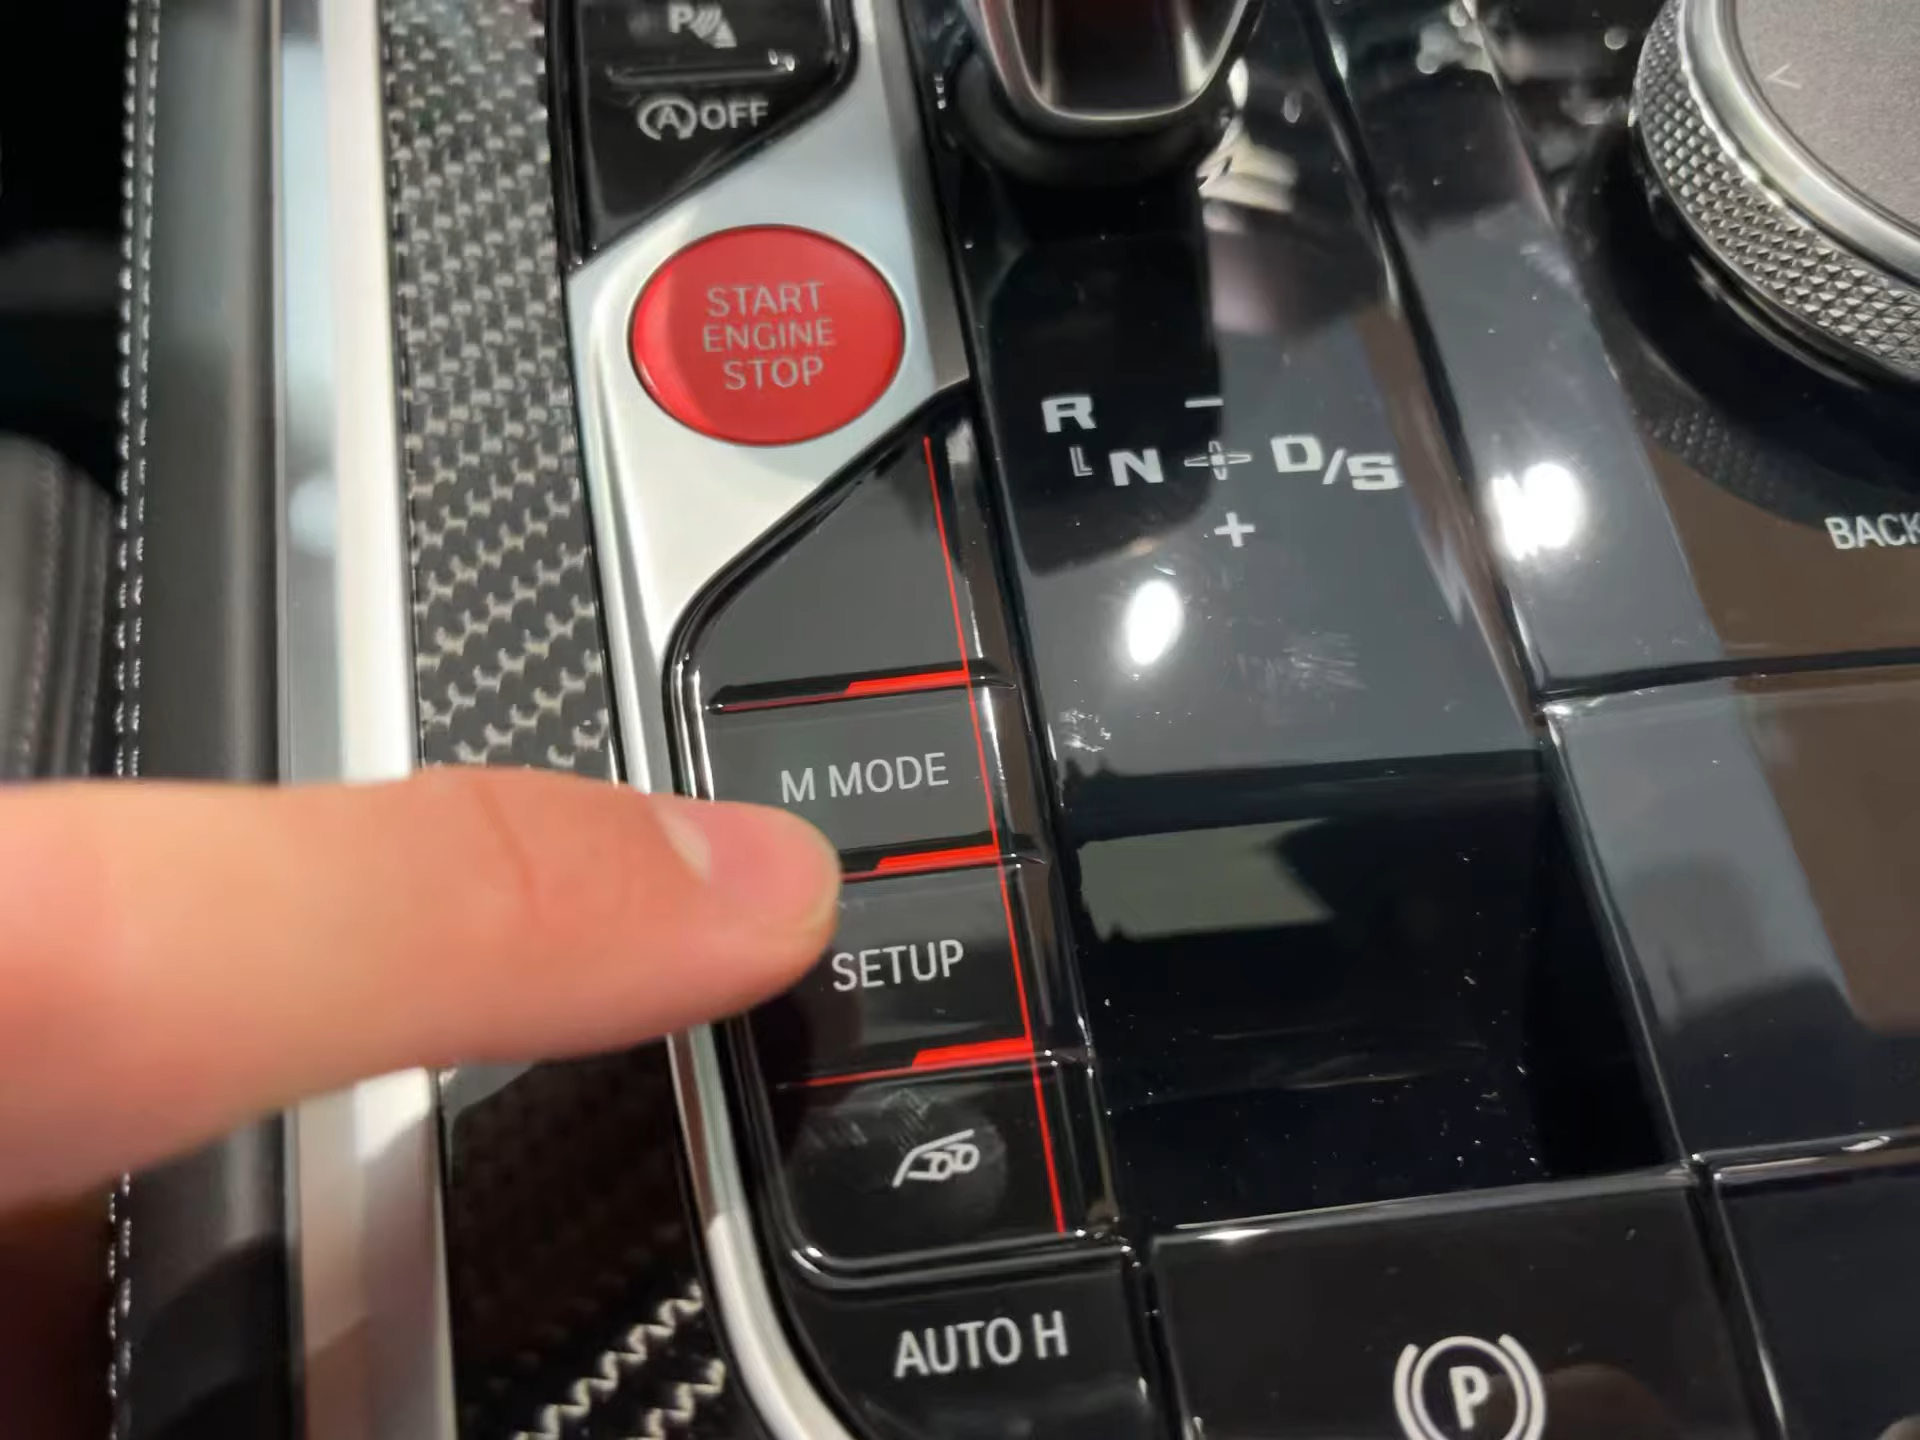 P
A OFF
START
ENGINE
STOP
R
N D/S
+
BACK
M MODE
SETUP
AUTO H
P